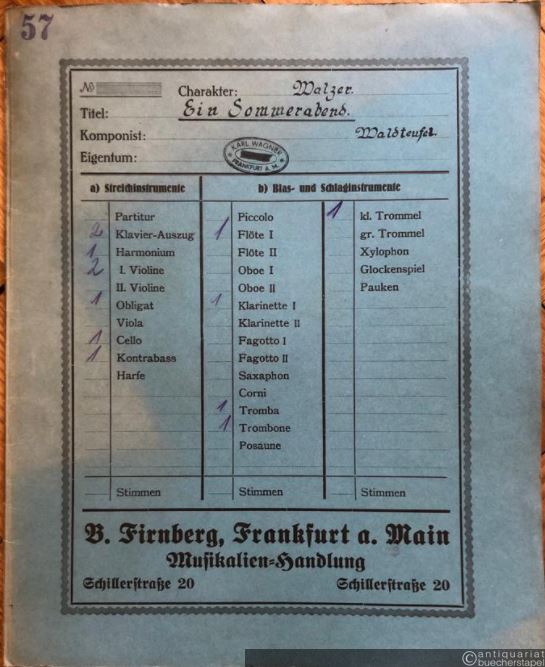 57
№ Charakter: Walzer.
Titel: Ein Sommerabend.
Komponist: Waldteufel.
Eigentum:
KARL WAGNER
FRANKFURT A. M.
a) Streichinstrumente
b) Blas- und Schlaginstrumente
Partitur
2 Klavier-Auszug
1 Harmonium
2 I. Violine
II. Violine
1 Obligat
Viola
1 Cello
1 Kontrabass
Harfe
Stimmen
Piccolo
1 Flöte I
Flöte II
Oboe I
Oboe II
1 Klarinette I
Klarinette II
Fagotto I
Fagotto II
Saxaphon
Corni
1 Tromba
1 Trombone
Posaune
Stimmen
1 kl. Trommel
gr. Trommel
Xylophon
Glockenspiel
Pauken
Stimmen
B. Firnberg, Frankfurt a. Main
Musikalien-Handlung
Schillerstraße 20 Schillerstraße 20
antiquariat
buecherstapel